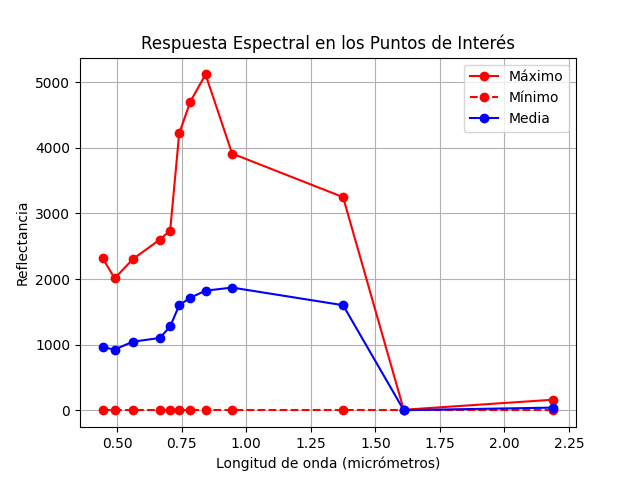 Respuesta Espectral en los Puntos de Interés
Máximo
Mínimo
Media
Reflectancia
5000
4000
3000
2000
1000
0
0.50 0.75 1.00 1.25 1.50 1.75 2.00 2.25
Longitud de onda (micrómetros)